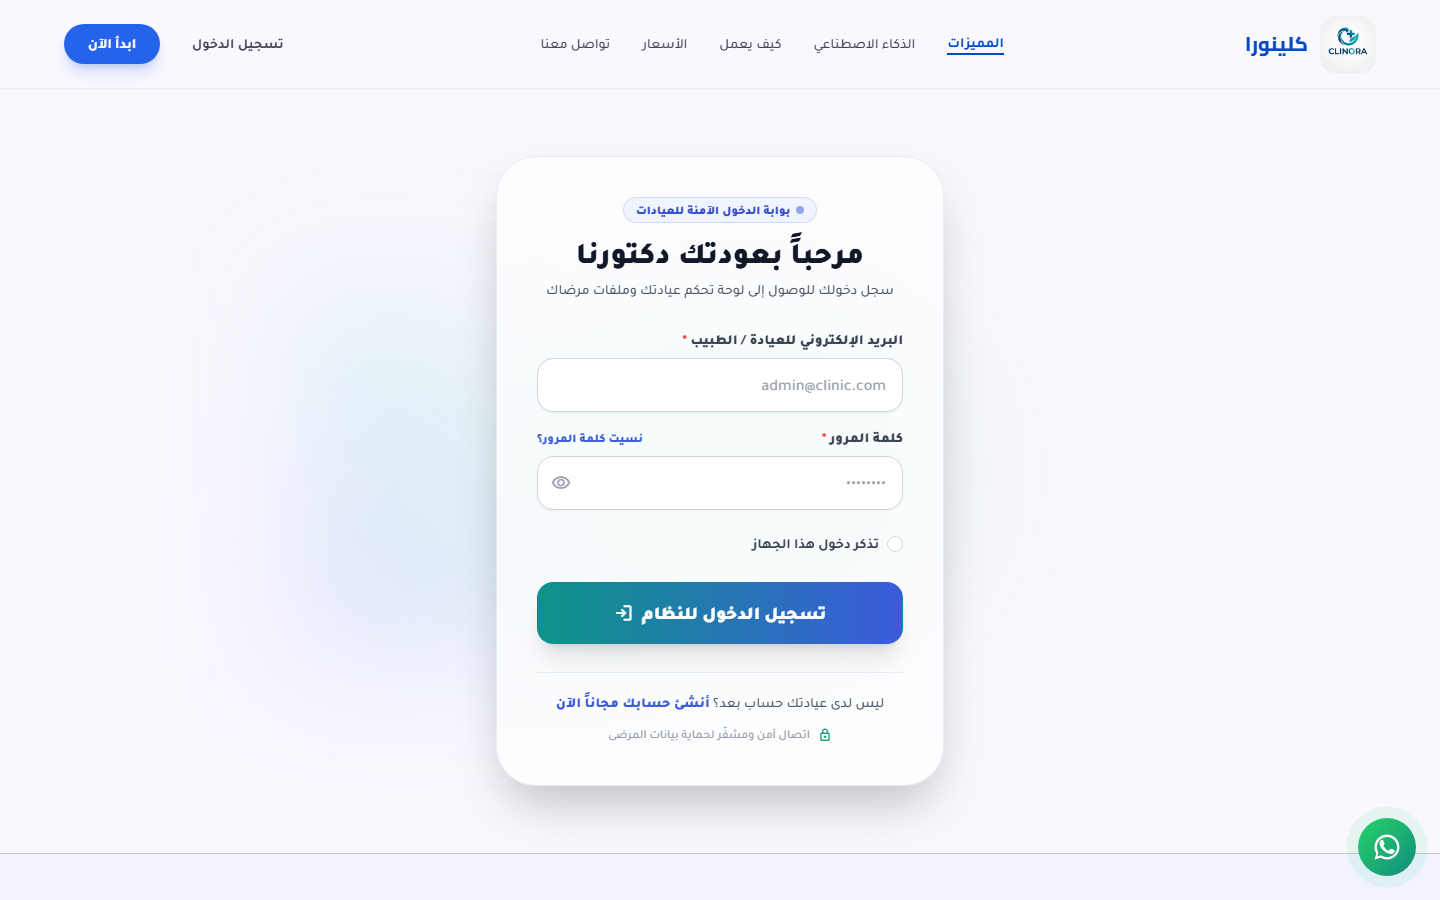 CLINORA
كلينورا
المميزات
الذكاء الاصطناعي
كيف يعمل
الأسعار
تواصل معنا
تسجيل الدخول
ابدأ الآن
بوابة الدخول الآمنة للعيادات
مرحباً بعودتك دكتورنا
سجل دخولك للوصول إلى لوحة تحكم عيادتك وملفات مرضاك
البريد الإلكتروني للعيادة / الطبيب *
admin@clinic.com
كلمة المرور *
نسيت كلمة المرور؟
••••••••
تذكر دخول هذا الجهاز
تسجيل الدخول للنظام
ليس لدى عيادتك حساب بعد؟ أنشئ حسابك مجاناً الآن
اتصال آمن ومشفّر لحماية بيانات المرضى